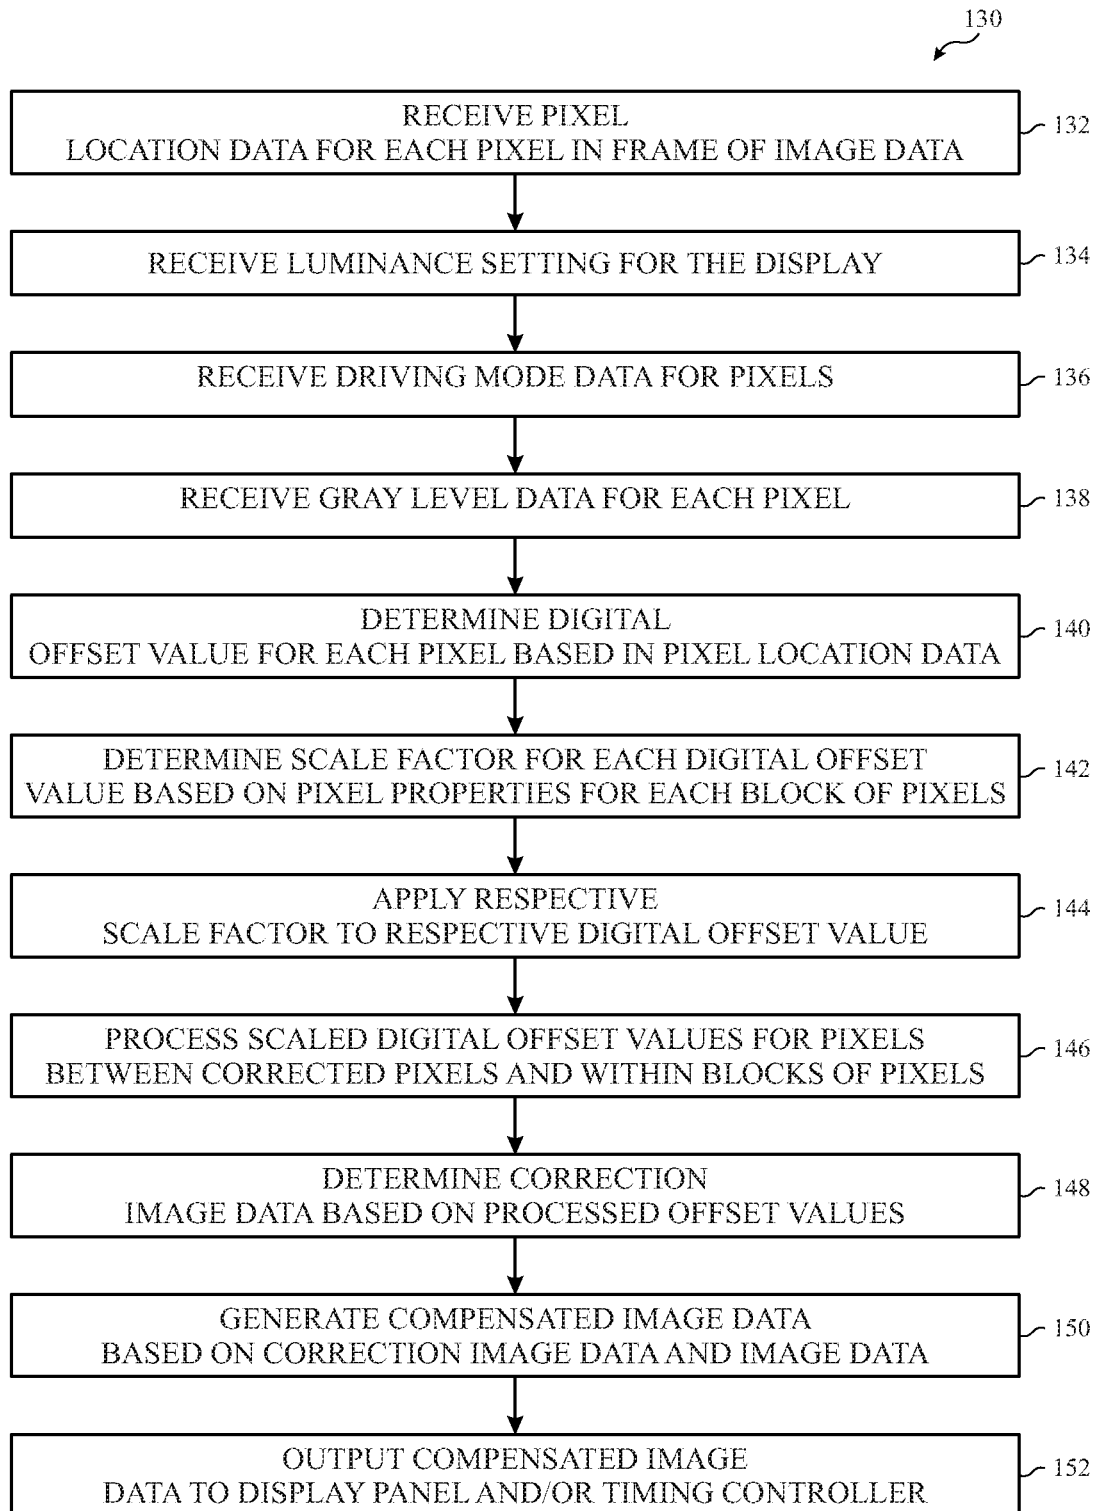 130
RECEIVE PIXEL
LOCATION DATA FOR EACH PIXEL IN FRAME OF IMAGE DATA
132
RECEIVE LUMINANCE SETTING FOR THE DISPLAY
134
RECEIVE DRIVING MODE DATA FOR PIXELS
136
RECEIVE GRAY LEVEL DATA FOR EACH PIXEL
138
DETERMINE DIGITAL
OFFSET VALUE FOR EACH PIXEL BASED IN PIXEL LOCATION DATA
140
DETERMINE SCALE FACTOR FOR EACH DIGITAL OFFSET
VALUE BASED ON PIXEL PROPERTIES FOR EACH BLOCK OF PIXELS
142
APPLY RESPECTIVE
SCALE FACTOR TO RESPECTIVE DIGITAL OFFSET VALUE
144
PROCESS SCALED DIGITAL OFFSET VALUES FOR PIXELS
BETWEEN CORRECTED PIXELS AND WITHIN BLOCKS OF PIXELS
146
DETERMINE CORRECTION
IMAGE DATA BASED ON PROCESSED OFFSET VALUES
148
GENERATE COMPENSATED IMAGE DATA
BASED ON CORRECTION IMAGE DATA AND IMAGE DATA
150
OUTPUT COMPENSATED IMAGE
DATA TO DISPLAY PANEL AND/OR TIMING CONTROLLER
152